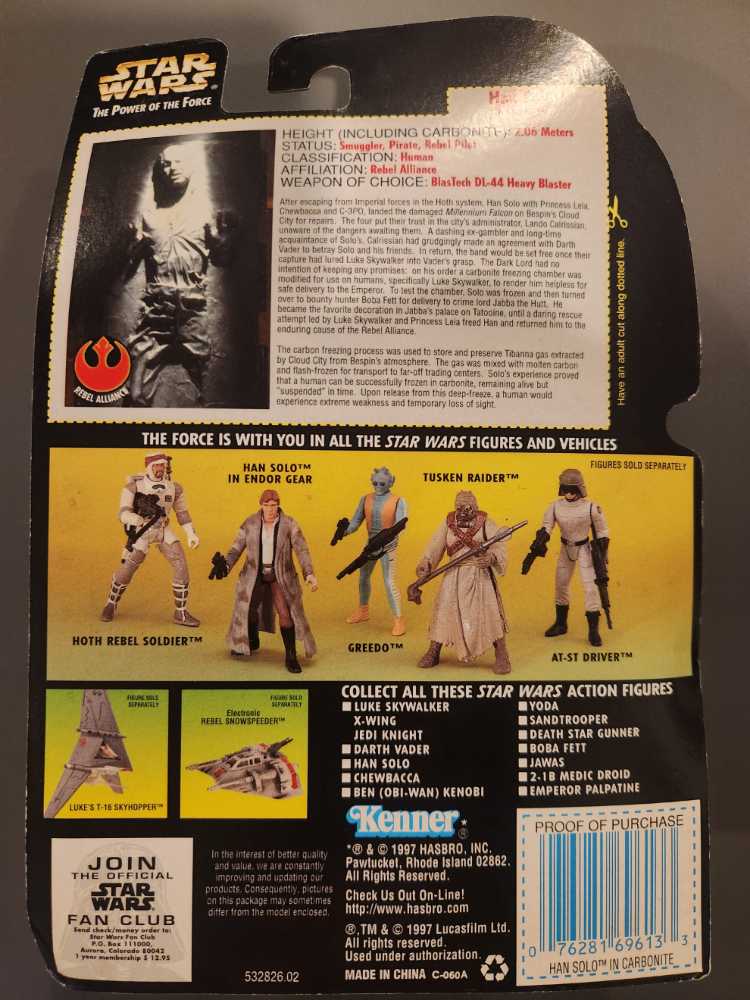 STAR
WARS®
THE POWER OF THE FORCE
HEIGHT (INCLUDING CARBONITE): 2.06 Meters
STATUS: Smuggler, Pirate, Rebel Pilot
CLASSIFICATION: Human
AFFILIATION: Rebel Alliance
WEAPON OF CHOICE: BlasTech DL-44 Heavy Blaster
After escaping from Imperial forces in the Hoth system, Han Solo with Princess Leia,
Chewbacca and C-3PO, landed the damaged Millennium Falcon on Bespin's Cloud
City for repairs. The four put their trust in the city's administrator, Lando Calrissian,
unaware of the dangers awaiting them. A dashing ex-gambler and long-time
acquaintance of Solo's, Calrissian had grudgingly made an agreement with Darth
Vader to betray Solo and his friends. In return, the band would be set free once their
capture had lured Luke Skywalker into Vader's grasp. The Dark Lord had no
intention of keeping any promises: on his order a carbonite freezing chamber was
modified for use on humans, specifically Luke Skywalker, to render him helpless for
safe delivery to the Emperor. To test the chamber, Solo was frozen and then turned
over to bounty hunter Boba Fett for delivery to crime lord Jabba the Hutt. He
became the favorite decoration in Jabba's palace on Tatooine, until a daring rescue
attempt led by Luke Skywalker and Princess Leia freed Han and returned him to the
enduring cause of the Rebel Alliance.
The carbon freezing process was used to store and preserve Tibanna gas extracted
by Cloud City from Bespin's atmosphere. The gas was mixed with molten carbon
and flash-frozen for transport to far-off trading centers. Solo's experience proved
that a human can be successfully frozen in carbonite, remaining alive but
"suspended" in time. Upon release from this deep-freeze, a human would
experience extreme weakness and temporary loss of sight.
REBEL ALLIANCE
Have an adult cut along dotted line.
THE FORCE IS WITH YOU IN ALL THE STAR WARS FIGURES AND VEHICLES
FIGURES SOLD SEPARATELY
HAN SOLO™
IN ENDOR GEAR
TUSKEN RAIDER™
HOTH REBEL SOLDIER™
GREEDO™
AT-ST DRIVER™
FIGURE SOLD
SEPARATELY
LUKE'S T-16 SKYHOPPER™
Electronic
REBEL SNOWSPEEDER™
FIGURE SOLD
SEPARATELY
COLLECT ALL THESE STAR WARS ACTION FIGURES
LUKE SKYWALKER
X-WING
JEDI KNIGHT
DARTH VADER
HAN SOLO
CHEWBACCA
BEN (OBI-WAN) KENOBI
YODA
SANDTROOPER
DEATH STAR GUNNER
BOBA FETT
JAWAS
2-1B MEDIC DROID
EMPEROR PALPATINE
JOIN
THE OFFICIAL
STAR
WARS
FAN CLUB
Send check/money order to:
Star Wars Fan Club
P.O. Box 111000,
Aurora, Colorado 80042
1 year membership $ 12.95
In the interest of better quality
and value, we are constantly
improving and updating our
products. Consequently, pictures
on this package may sometimes
differ from the model enclosed.
532826.02
Kenner®
*® & © 1997 HASBRO, INC.
Pawtucket, Rhode Island 02862.
All Rights Reserved.
Check Us Out On-Line!
http://www.hasbro.com
®,TM & © 1997 Lucasfilm Ltd.
All rights reserved.
Used under authorization.
MADE IN CHINA C-060A
PROOF OF PURCHASE
0 76281 69613 3
HAN SOLO™ IN CARBONITE